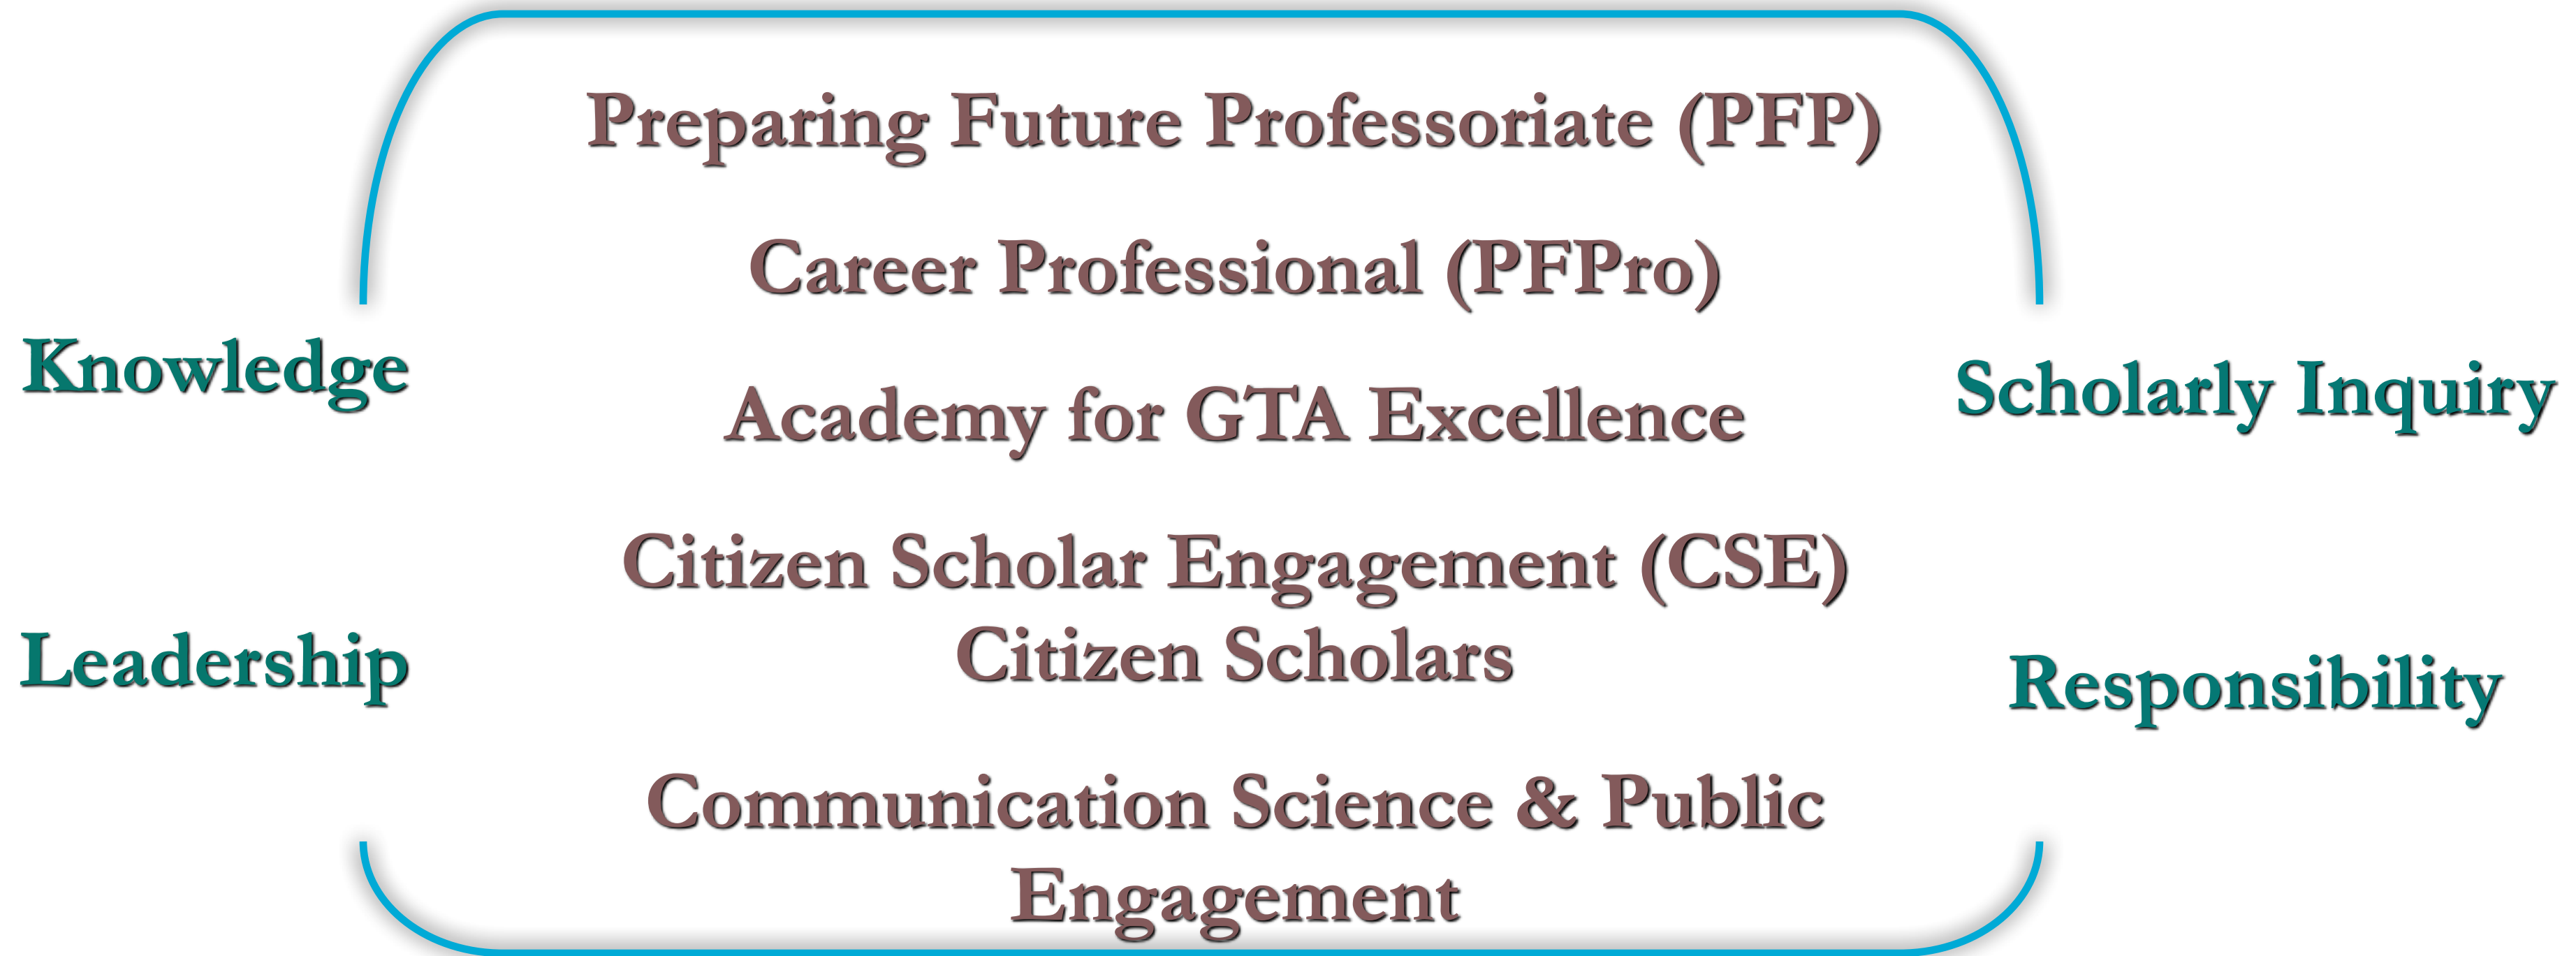 Preparing Future Professoriate (PFP)
Career Professional (PFPro)
Knowledge
Academy for GTA Excellence
Scholarly Inquiry
Citizen Scholar Engagement (CSE)
Citizen Scholars
Leadership
Responsibility
Communication Science & Public
Engagement